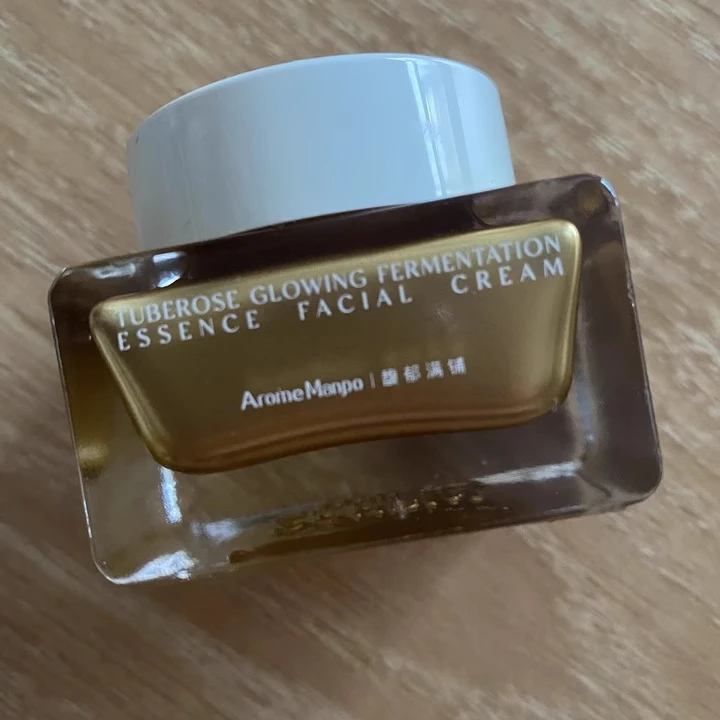 TUBEROSE GLOWING FERMENTATION
ESSENCE FACIAL CREAM
AromeManpo | 馥郁满铺